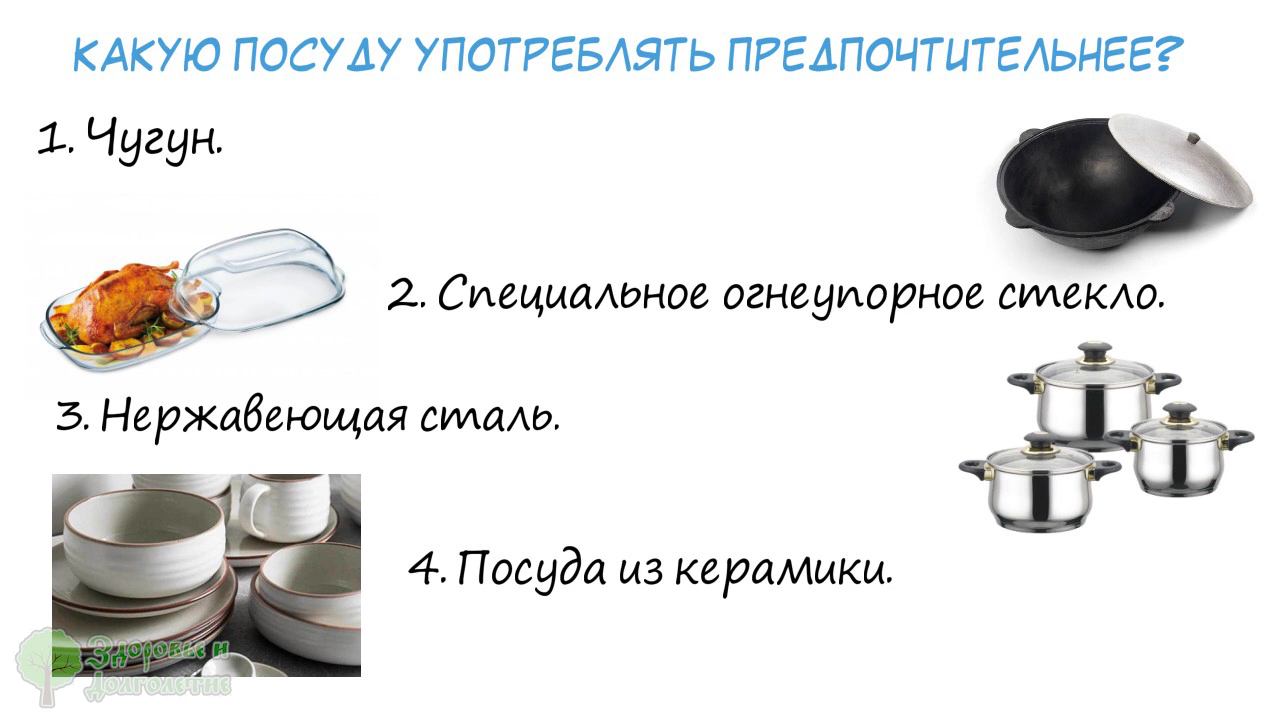 КАКУЮ ПОСУДУ УПОТРЕБЛЯТЬ ПРЕДПОЧТИТЕЛЬНЕЕ?
1. Чугун.
2. Специальное огнеупорное стекло.
3. Нержавеющая сталь.
4. Посуда из керамики.
Здоровье и
Долголетие